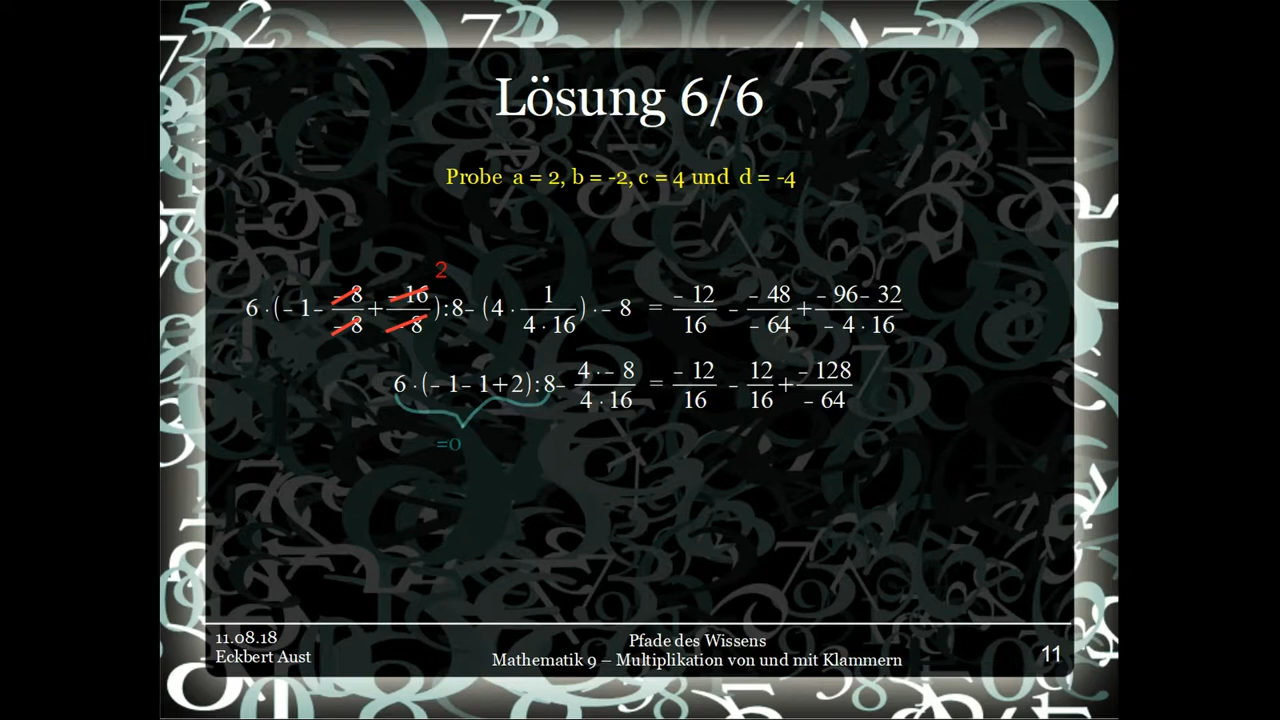 Lösung 6/6
Probe a = 2, b = -2, c = 4 und d = -4
2
6 · (– 1– – 8/– 8 + – 16/– 8) : 8– (4 · 1/4 · 16) · – 8 = – 12/16 – – 48/– 64 + – 96– 32/– 4 · 16
6 · (– 1– 1+2) : 8– 4 · – 8/4 · 16 = – 12/16 – 12/16 + – 128/– 64
=0
11.08.18
Eckbert Aust
Pfade des Wissens
Mathematik 9 – Multiplikation von und mit Klammern
11